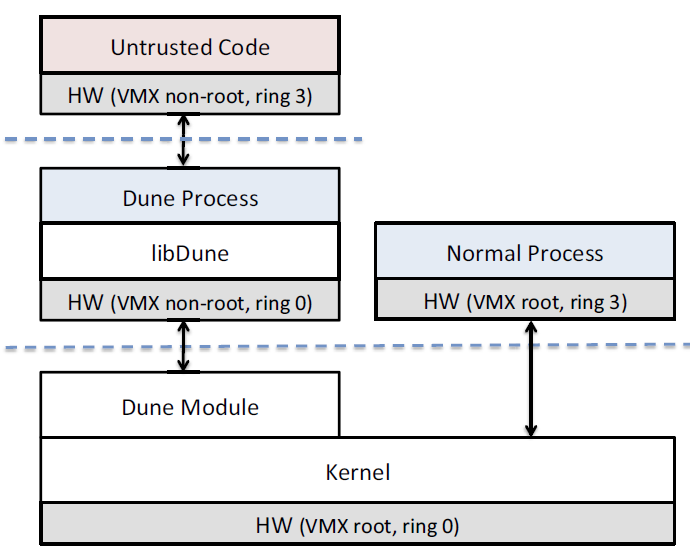 Untrusted Code
HW (VMX non-root, ring 3)
Dune Process
libDune
HW (VMX non-root, ring 0)
Normal Process
HW (VMX root, ring 3)
Dune Module
Kernel
HW (VMX root, ring 0)